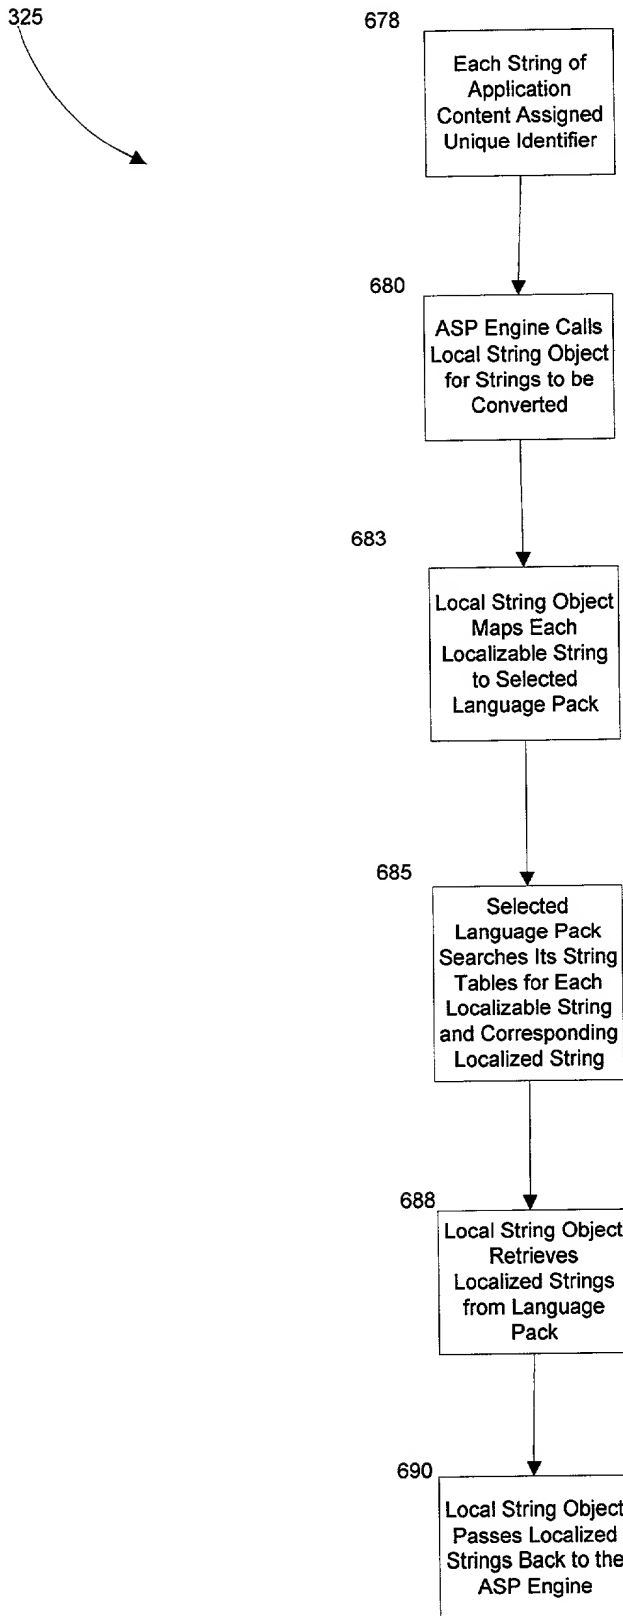 325
678
Each String of
Application
Content Assigned
Unique Identifier
680
ASP Engine Calls
Local String Object
for Strings to be
Converted
683
Local String Object
Maps Each
Localizable String
to Selected
Language Pack
685
Selected
Language Pack
Searches Its String
Tables for Each
Localizable String
and Corresponding
Localized String
688
Local String Object
Retrieves
Localized Strings
from Language
Pack
690
Local String Object
Passes Localized
Strings Back to the
ASP Engine